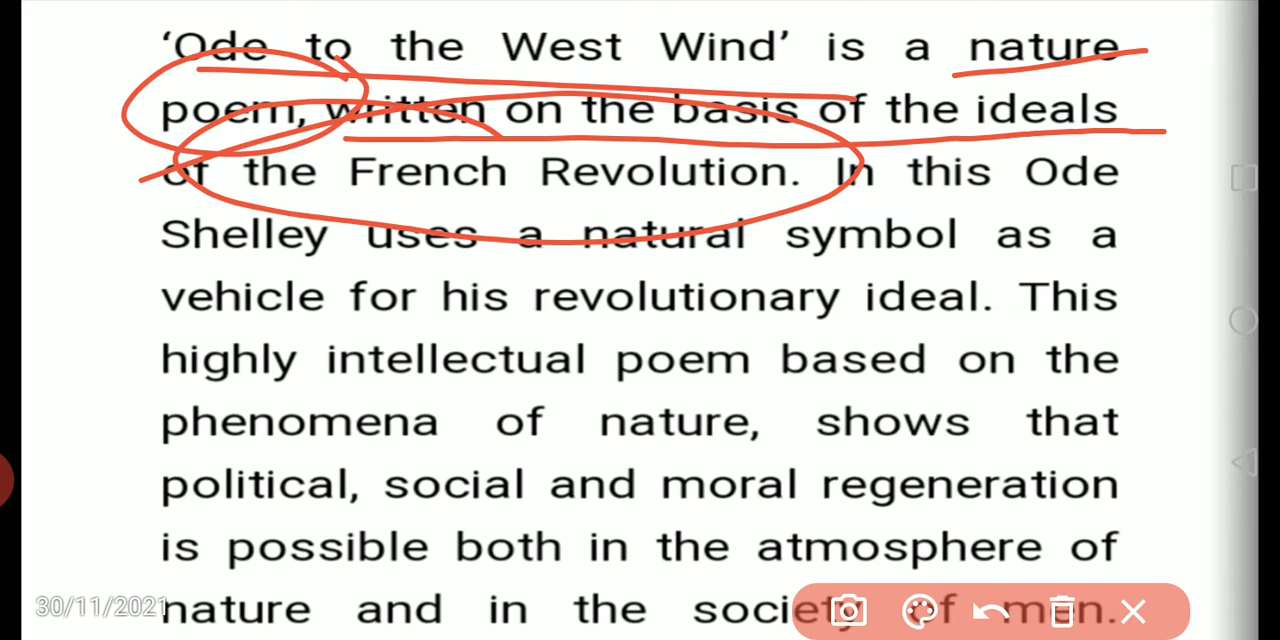 ‘Ode to the West Wind’ is a nature
poem, written on the basis of the ideals
of the French Revolution. In this Ode
Shelley uses a natural symbol as a
vehicle for his revolutionary ideal. This
highly intellectual poem based on the
phenomena of nature, shows that
political, social and moral regeneration
is possible both in the atmosphere of
nature and in the society of men.
30/11/2021